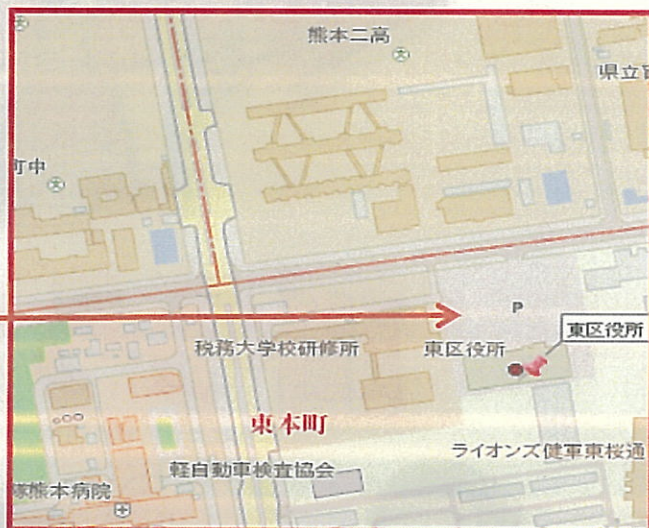 熊本二高
県立盲
町中
P
東区役所
税務大学校研修所
東区役所
東本町
ライオンズ健軍東桜通
軽自動車検査協会
隊熊本病院